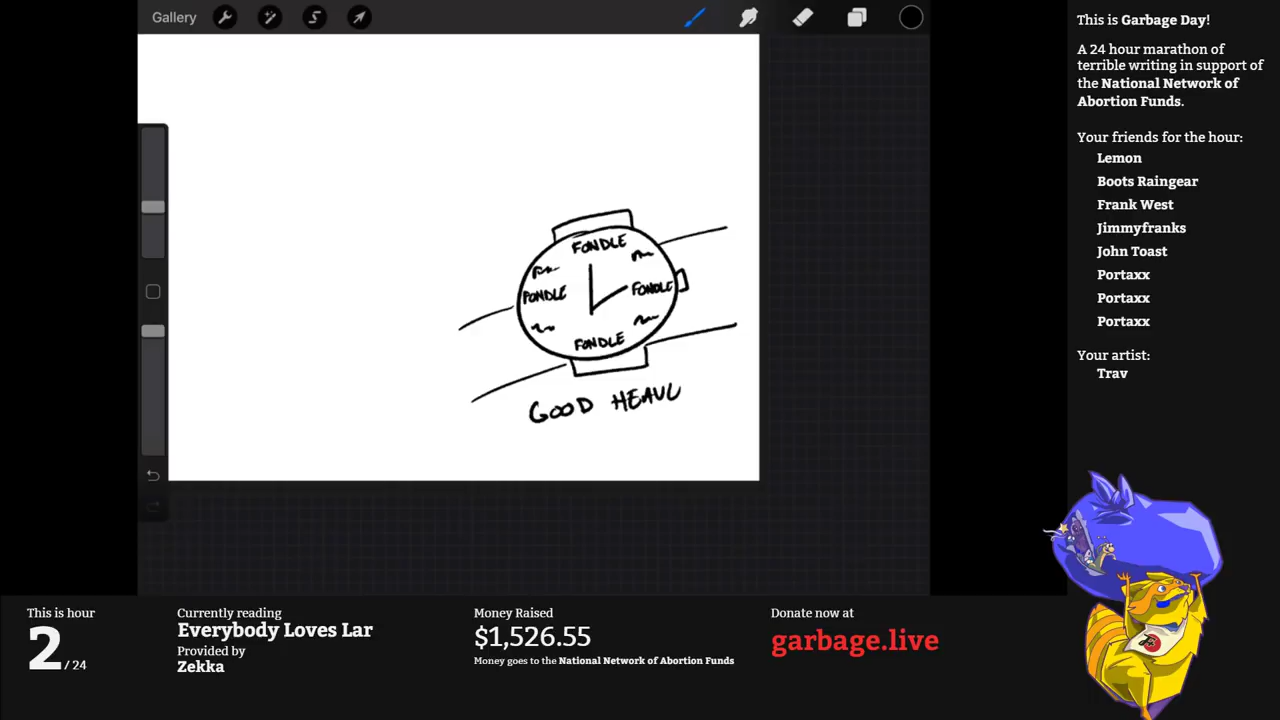 Gallery
FONDLE
FONDLE
FONDLE
FONDLE
GOOD HEAVL
This is Garbage Day!
A 24 hour marathon of
terrible writing in support of
the National Network of
Abortion Funds.
Your friends for the hour:
Lemon
Boots Raingear
Frank West
Jimmyfranks
John Toast
Portaxx
Portaxx
Portaxx
Your artist:
Trav
This is hour
2 / 24
Currently reading
Everybody Loves Lar
Provided by
Zekka
Money Raised
$1,526.55
Money goes to the National Network of Abortion Funds
Donate now at
garbage.live